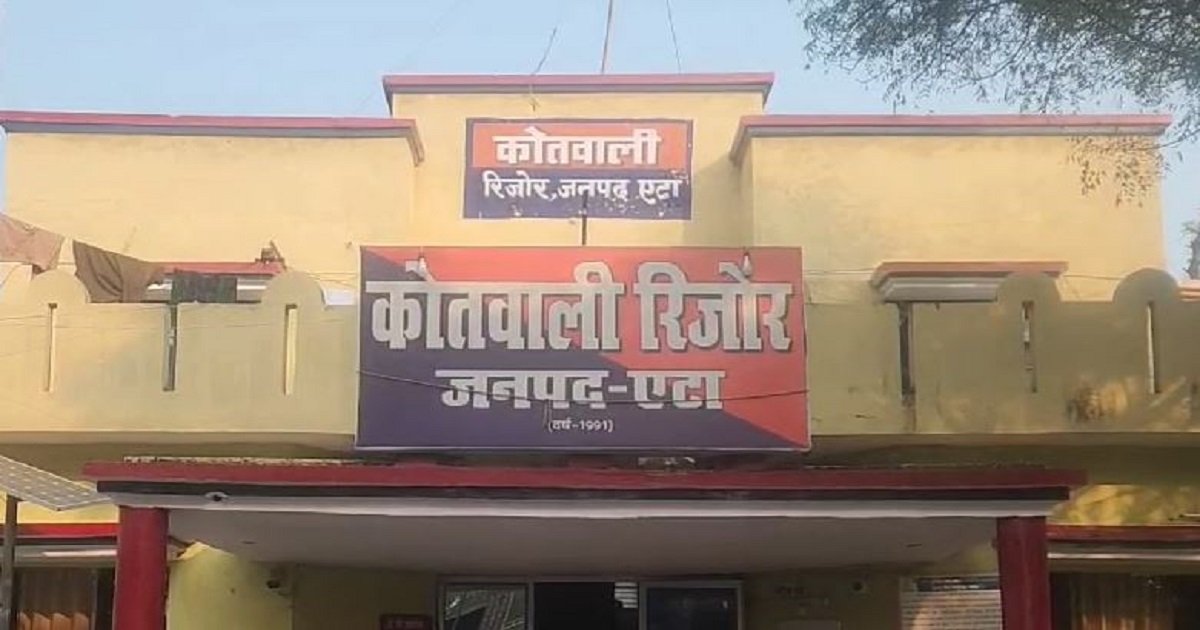 कोतवाली
रिजोर, जनपद एटा
कोतवाली रिजोर
जनपद-एटा
(वर्ष-1991)